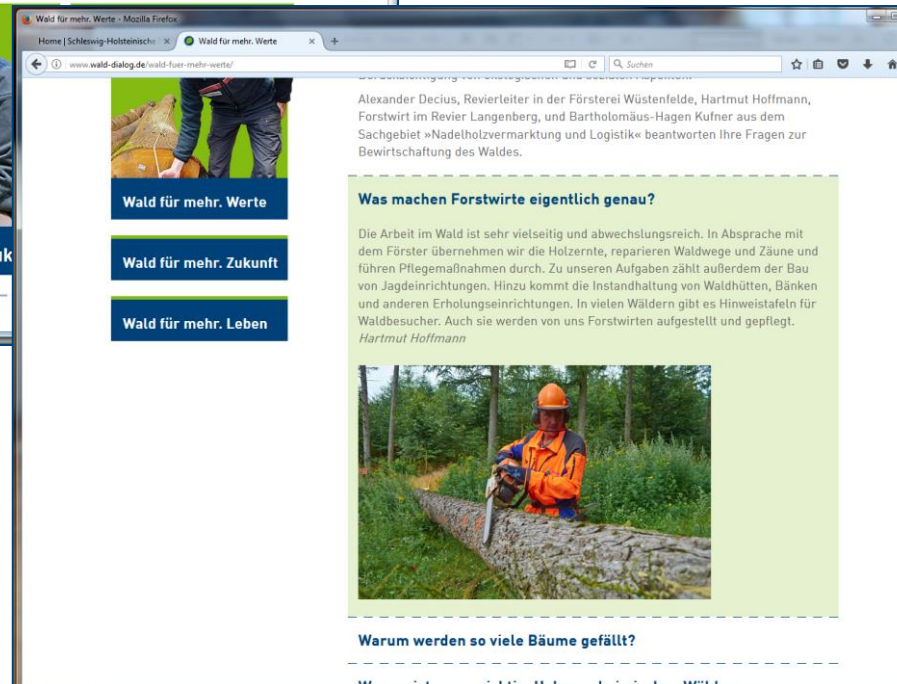 Wald für mehr. Werte - Mozilla Firefox
Home | Schleswig-Holsteinische
Wald für mehr. Werte
www.wald-dialog.de/wald-fuer-mehr-werte/
Suchen
Alexander Decius, Revierleiter in der Försterei Wüstenfelde, Hartmut Hoffmann,
Forstwirt im Revier Langenberg, und Bartholomäus-Hagen Kufner aus dem
Sachgebiet »Nadelholzvermarktung und Logistik« beantworten Ihre Fragen zur
Bewirtschaftung des Waldes.
Wald für mehr. Werte
Wald für mehr. Zukunft
Wald für mehr. Leben
Was machen Forstwirte eigentlich genau?
Die Arbeit im Wald ist sehr vielseitig und abwechslungsreich. In Absprache mit
dem Förster übernehmen wir die Holzernte, reparieren Waldwege und Zäune und
führen Pflegemaßnahmen durch. Zu unseren Aufgaben zählt außerdem der Bau
von Jagdeinrichtungen. Hinzu kommt die Instandhaltung von Waldhütten, Bänken
und anderen Erholungseinrichtungen. In vielen Wäldern gibt es Hinweistafeln für
Waldbesucher. Auch sie werden von uns Forstwirten aufgestellt und gepflegt.
Hartmut Hoffmann
Warum werden so viele Bäume gefällt?